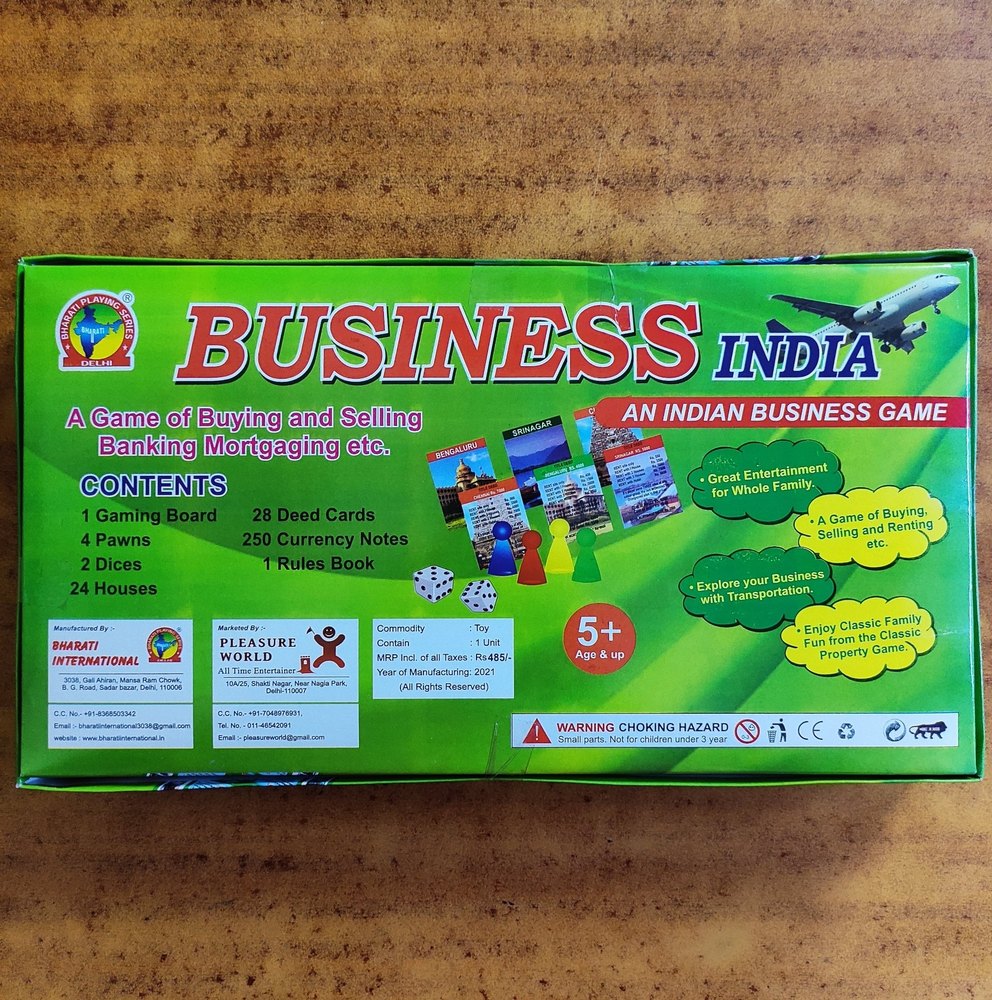 BHARATI PLAYING SERIES
®
BHARATI
DELHI
BUSINESS INDIA
AN INDIAN BUSINESS GAME
A Game of Buying and Selling
Banking Mortgaging etc.
CONTENTS
1 Gaming Board
4 Pawns
2 Dices
24 Houses
28 Deed Cards
250 Currency Notes
1 Rules Book
BENGALURU
SRINAGAR
• Great Entertainment
for Whole Family.
• A Game of Buying,
Selling and Renting
etc.
• Explore your Business
with Transportation.
• Enjoy Classic Family
Fun from the Classic
Property Game.
5+
Age & up
Manufactured By :-
BHARATI
INTERNATIONAL
3038, Gali Ahiran, Mansa Ram Chowk,
B. G. Road, Sadar bazar, Delhi, 110006
C.C. No.- +91-8368503342
Email :- bharatiinternational3038@gmail.com
website : www.bharatiinternational.in
Marketed By :-
PLEASURE
WORLD
All Time Entertainer
10A/25, Shakti Nagar, Near Nagia Park,
Delhi-110007
C.C. No.- +91-7048976931,
Tel. No. - 011-46542091
Email :- pleasureworld@gmail.com
Commodity : Toy
Contain : 1 Unit
MRP Incl. of all Taxes : Rs 485/-
Year of Manufacturing: 2021
(All Rights Reserved)
WARNING CHOKING HAZARD
Small parts. Not for children under 3 year
CE